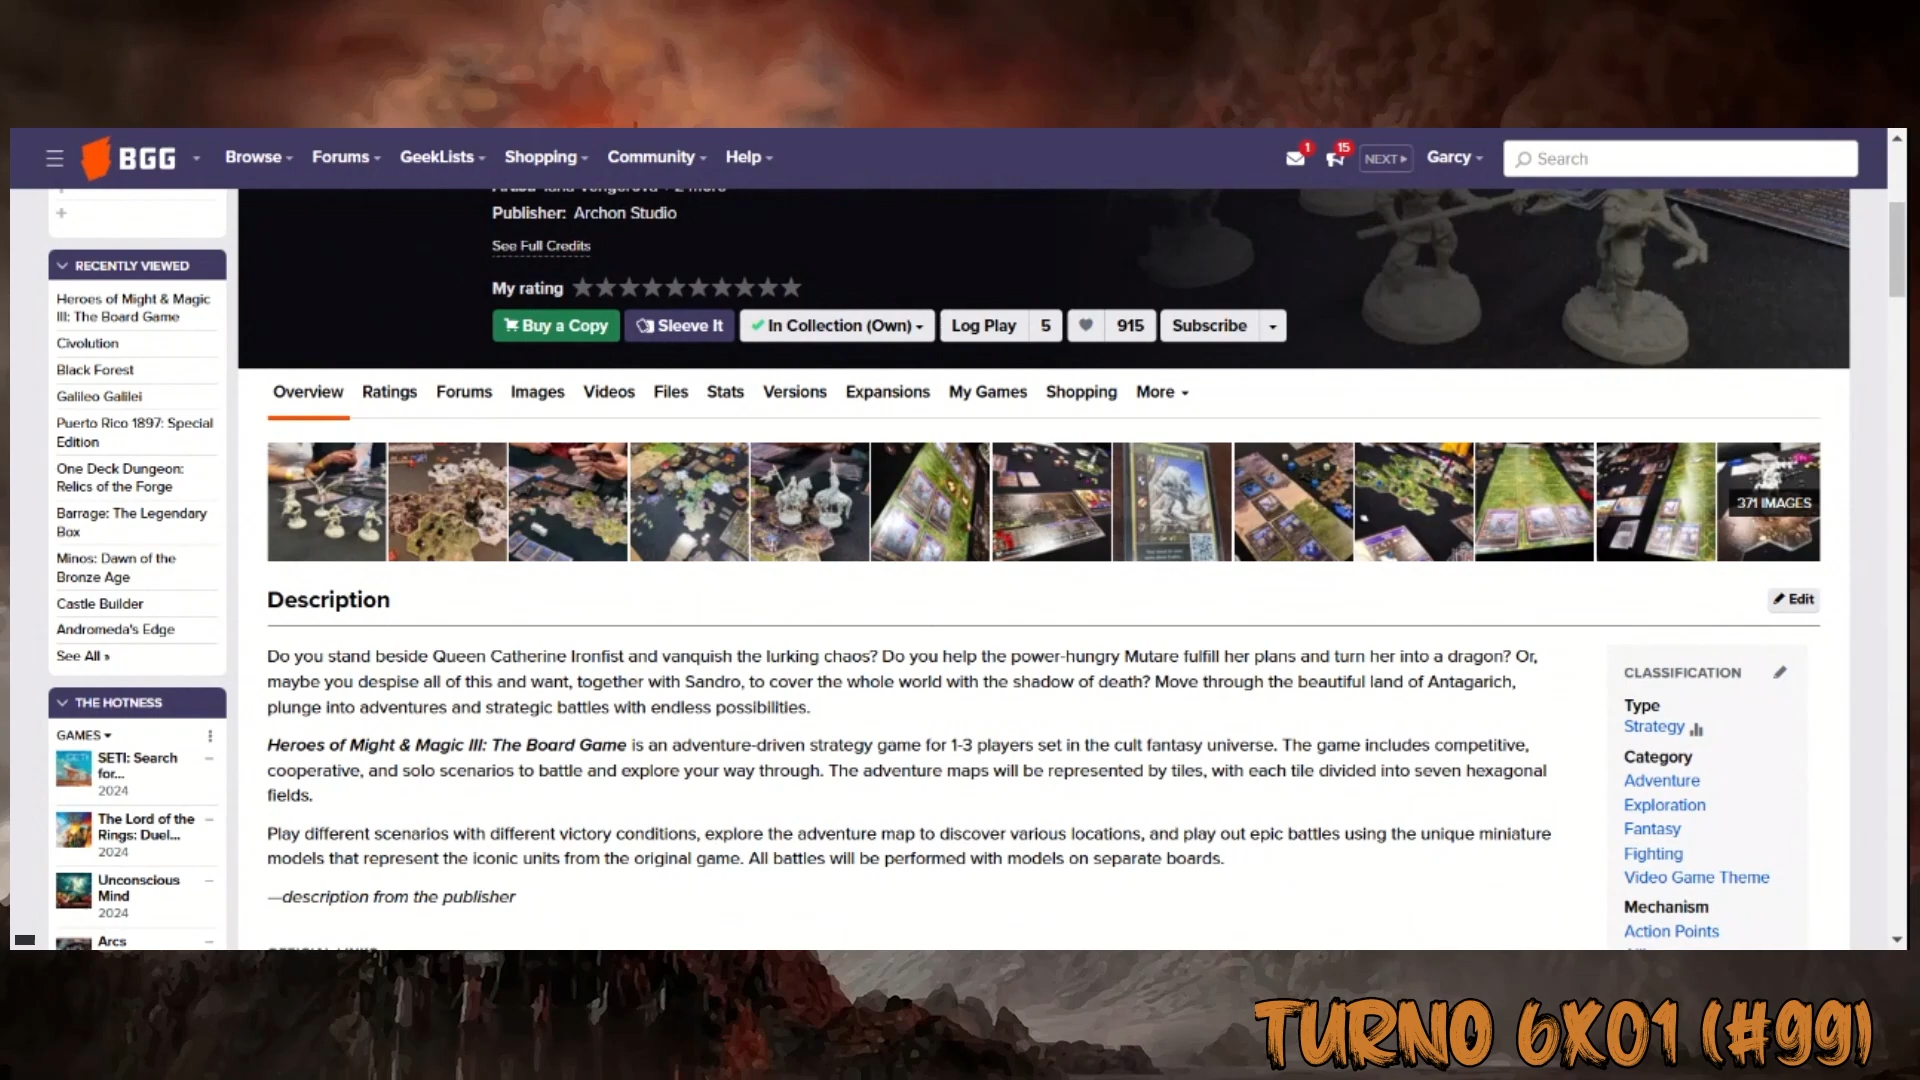 BGG
Browse
Forums
GeekLists
Shopping
Community
Help
1
15
NEXT
Garcy
Search
Publisher: Archon Studio
See Full Credits
My rating
Buy a Copy
Sleeve It
In Collection (Own)
Log Play 5
915
Subscribe
Overview
Ratings
Forums
Images
Videos
Files
Stats
Versions
Expansions
My Games
Shopping
More
371 IMAGES
RECENTLY VIEWED
Heroes of Might & Magic
III: The Board Game
Civolution
Black Forest
Galileo Galilei
Puerto Rico 1897: Special
Edition
One Deck Dungeon:
Relics of the Forge
Barrage: The Legendary
Box
Minos: Dawn of the
Bronze Age
Castle Builder
Andromeda's Edge
See All »
THE HOTNESS
GAMES
SETI: Search
for...
2024
The Lord of the
Rings: Duel...
2024
Unconscious
Mind
2024
Arcs
Description
Edit
Do you stand beside Queen Catherine Ironfist and vanquish the lurking chaos? Do you help the power-hungry Mutare fulfill her plans and turn her into a dragon? Or,
maybe you despise all of this and want, together with Sandro, to cover the whole world with the shadow of death? Move through the beautiful land of Antagarich,
plunge into adventures and strategic battles with endless possibilities.
Heroes of Might & Magic III: The Board Game is an adventure-driven strategy game for 1-3 players set in the cult fantasy universe. The game includes competitive,
cooperative, and solo scenarios to battle and explore your way through. The adventure maps will be represented by tiles, with each tile divided into seven hexagonal
fields.
Play different scenarios with different victory conditions, explore the adventure map to discover various locations, and play out epic battles using the unique miniature
models that represent the iconic units from the original game. All battles will be performed with models on separate boards.
—description from the publisher
CLASSIFICATION
Type
Strategy
Category
Adventure
Exploration
Fantasy
Fighting
Video Game Theme
Mechanism
Action Points
TURNO 6X01 (#99)